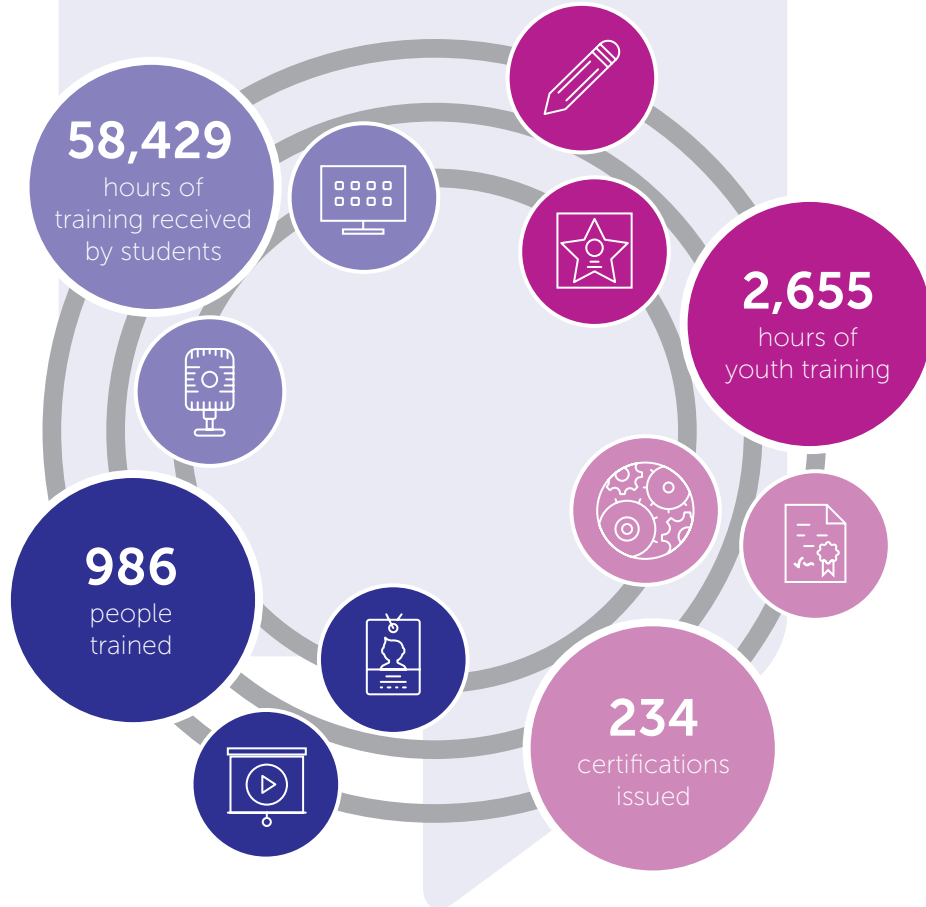 58,429
hours of
training received
by students
2,655
hours of
youth training
986
people
trained
234
certifications
issued